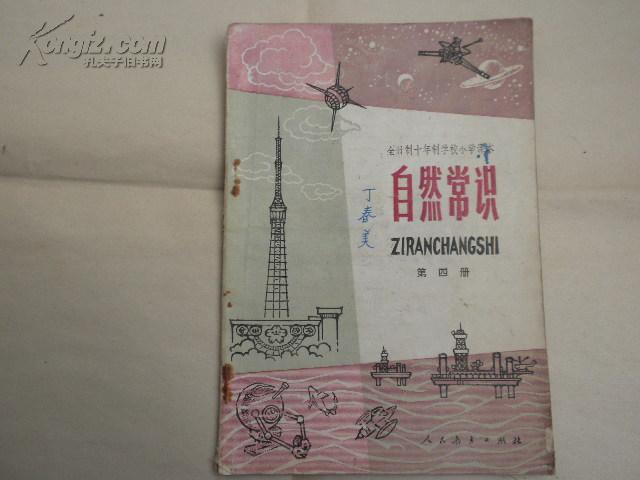 Kongfz.com
孔夫子旧书网
全日制十年制学校小学课本
自然常识
ZIRANCHANGSHI
第四册
丁春美
人民教育出版社